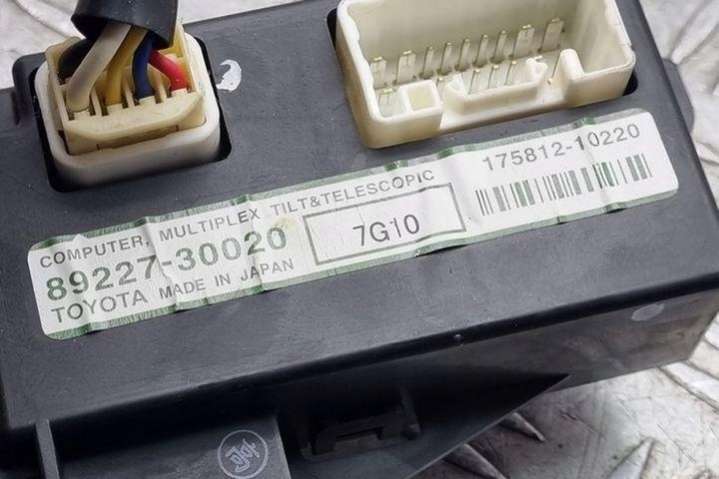 COMPUTER, MULTIPLEX TILT&TELESCOPIC
89227-30020
TOYOTA MADE IN JAPAN
7G10
175812-10220